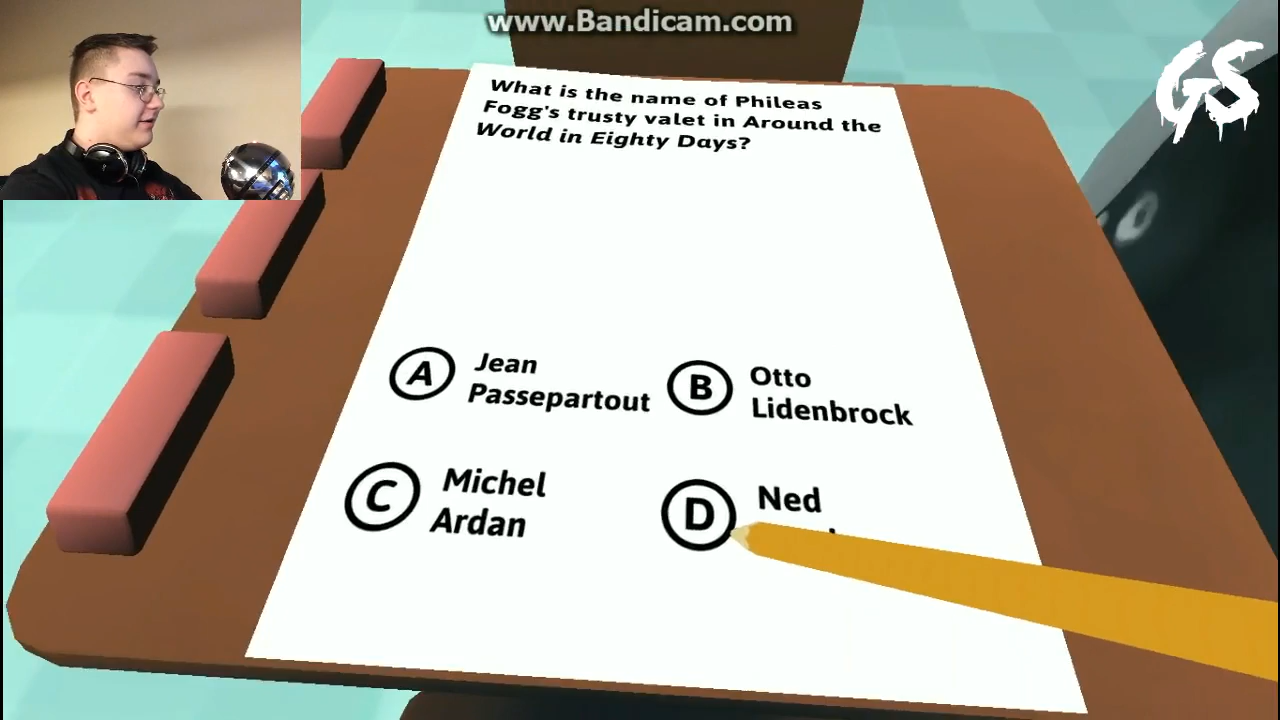 www.Bandicam.com
GS
What is the name of Phileas
Fogg's trusty valet in Around the
World in Eighty Days?
A Jean
Passepartout
B Otto
Lidenbrock
C Michel
Ardan
D Ned